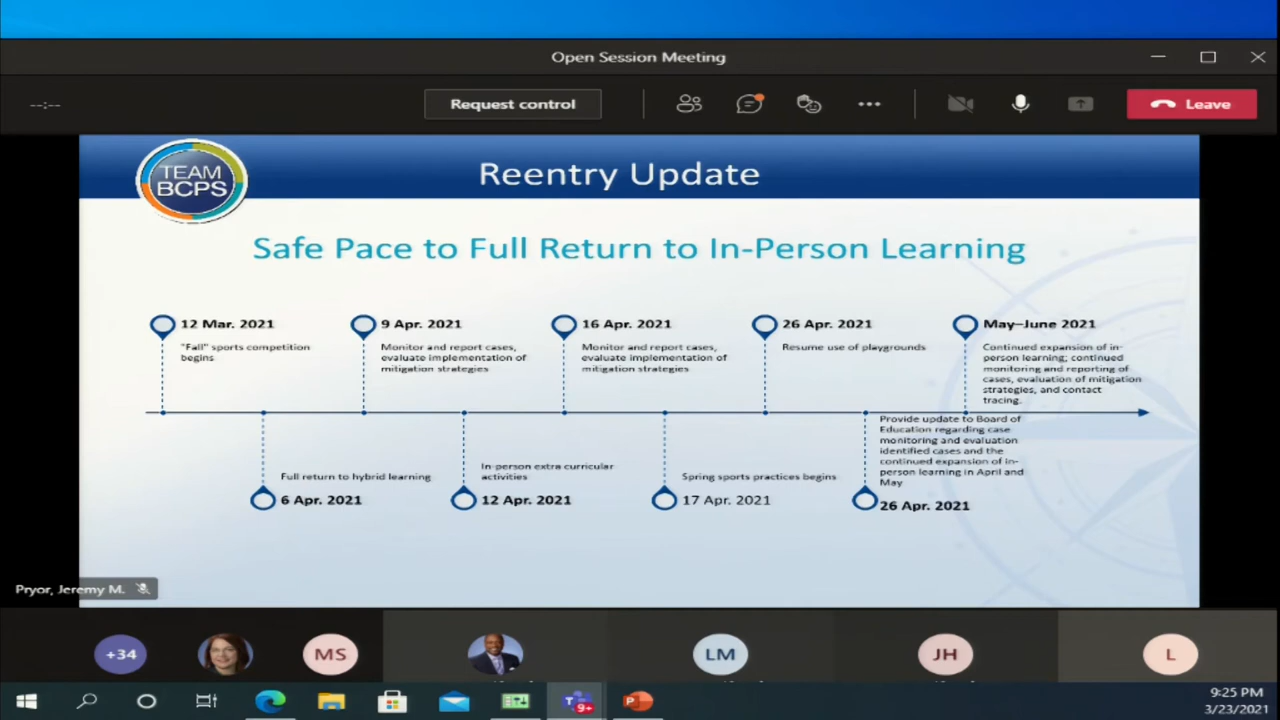 Open Session Meeting
--:--
Request control
Leave
TEAM
BCPS
Reentry Update
Safe Pace to Full Return to In-Person Learning
12 Mar. 2021
"Fall" sports competition
begins
9 Apr. 2021
Monitor and report cases,
evaluate implementation of
mitigation strategies
16 Apr. 2021
Monitor and report cases,
evaluate implementation of
mitigation strategies
26 Apr. 2021
Resume use of playgrounds
May–June 2021
Continued expansion of in-
person learning; continued
monitoring and reporting of
cases, evaluation of mitigation
strategies, and contact
tracing.
Full return to hybrid learning
6 Apr. 2021
In-person extra curricular
activities
12 Apr. 2021
Spring sports practices begins
17 Apr. 2021
Provide update to Board of
Education regarding case
monitoring and evaluation
identified cases and the
continued expansion of in-
person learning in April and
May
26 Apr. 2021
Pryor, Jeremy M.
+34
MS
LM
JH
L
9+
P
9:25 PM
3/23/2021